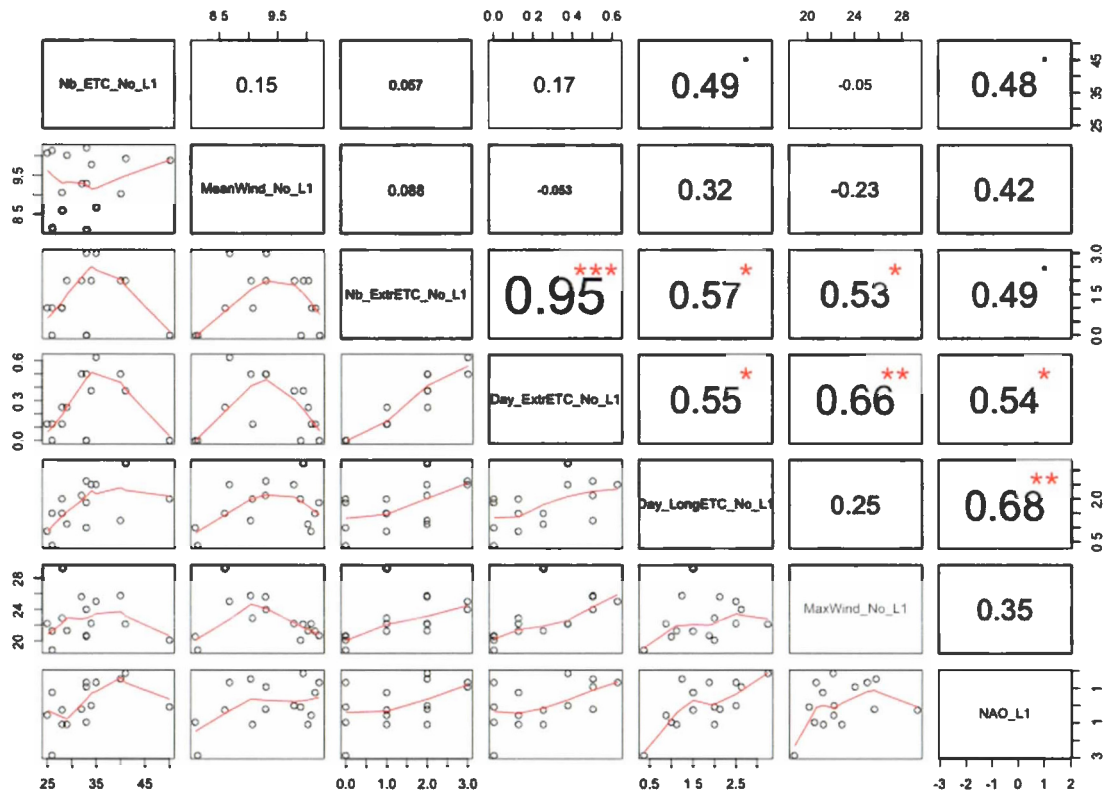 8 5 9.5 0.0 0 2 0 4 0.6 20 24 28
Nb_ETC_No_L1 0.15 0.057 0.17 0.49 . -0.05 0.48 . 25 35 45
8 5 9.5 MeanWind_No_L1 0.088 -0.053 0.32 -0.23 0.42
Nb_ExtrETC_No_L1 0.95 *** 0.57 * 0.53 * 0.49 . 0.0 1.5 3.0
0.0 0.3 0.6 Day_ExtrETC_No_L1 0.55 * 0.66 ** 0.54 *
Day_LongETC_No_L1 0.25 0.68 ** 0.5 2.0
20 24 28 MaxWind_No_L1 0.35
NAO_L1 3 1 1
25 35 45 0.0 1.0 2.0 3.0 0.5 1.5 2.5 -3 -2 -1 0 1 2